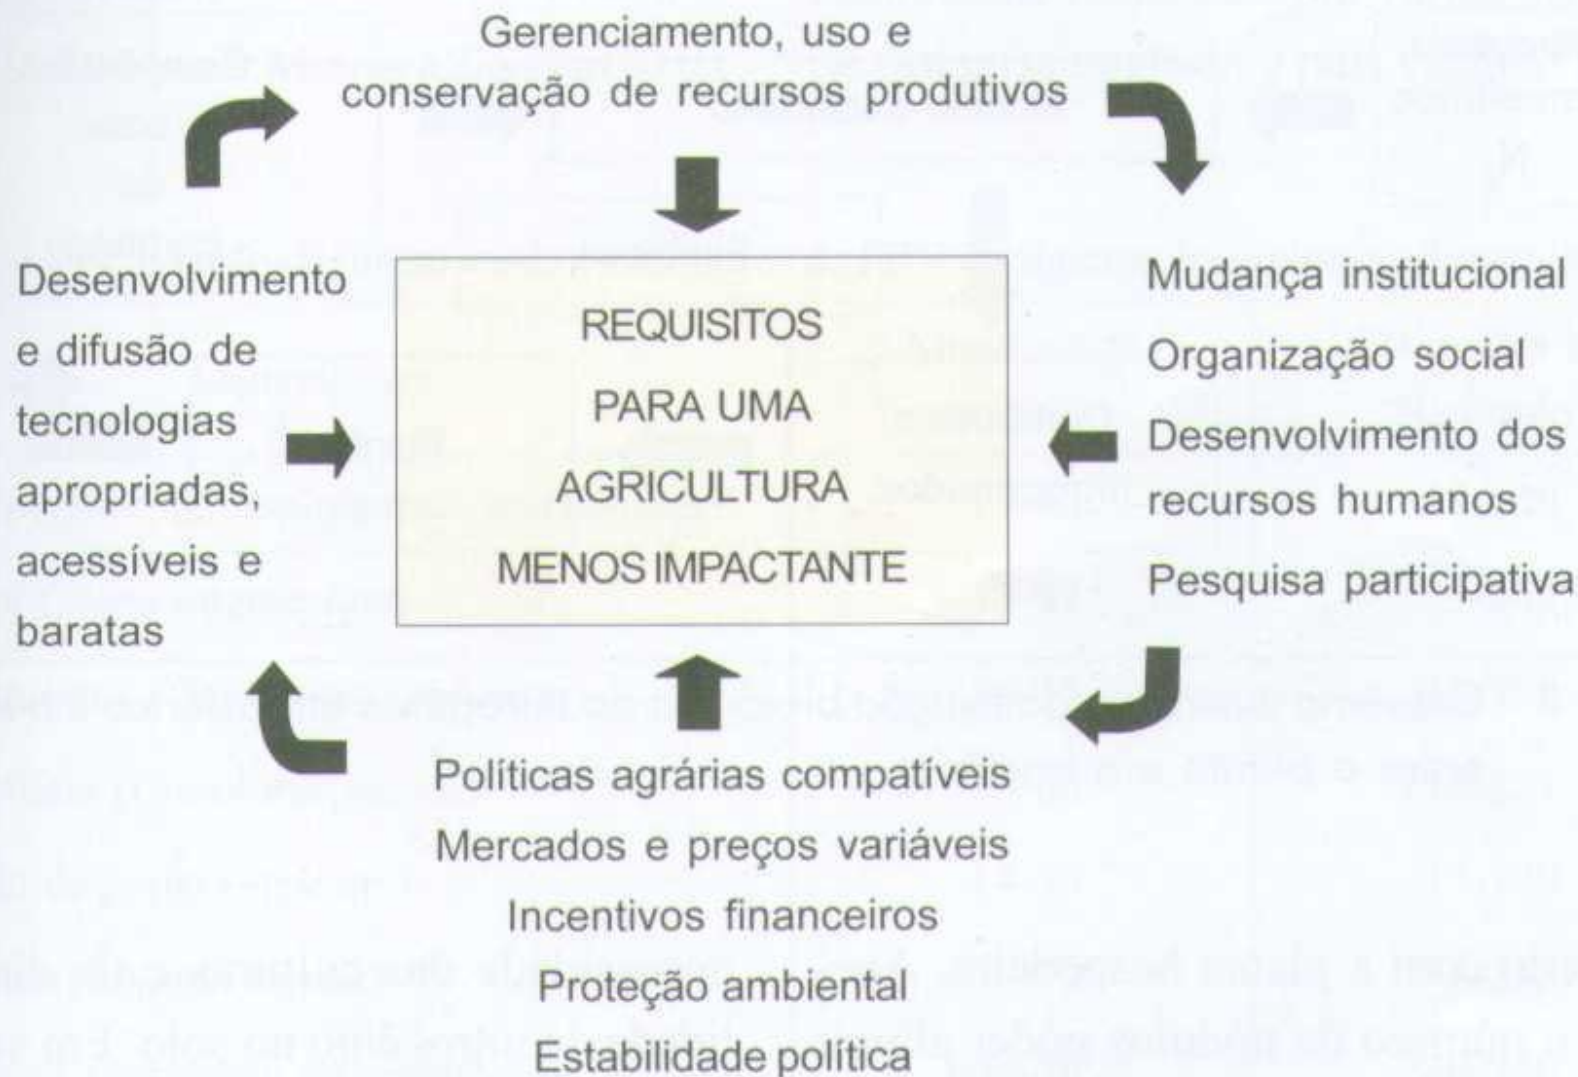 Gerenciamento, uso e
conservação de recursos produtivos
Desenvolvimento
e difusão de
tecnologias
apropriadas,
acessíveis e
baratas
REQUISITOS
PARA UMA
AGRICULTURA
MENOS IMPACTANTE
Mudança institucional
Organização social
Desenvolvimento dos
recursos humanos
Pesquisa participativa
Políticas agrárias compatíveis
Mercados e preços variáveis
Incentivos financeiros
Proteção ambiental
Estabilidade política